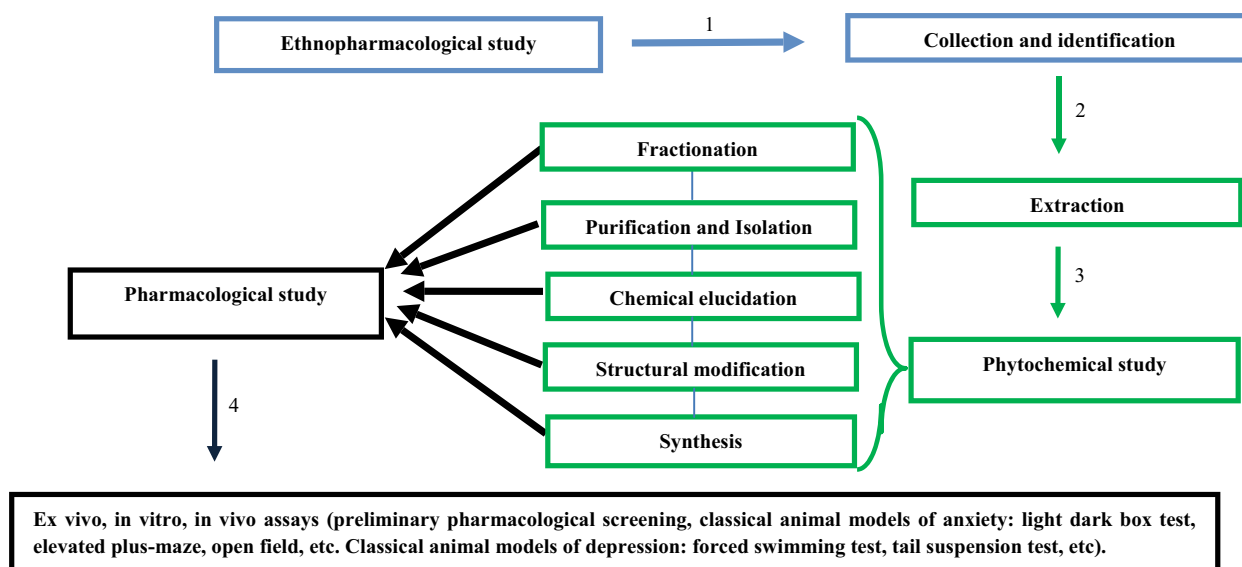 Ethnopharmacological study
1
Collection and identification
2
Fractionation
Extraction
Purification and Isolation
3
Pharmacological study
Chemical elucidation
Structural modification
Phytochemical study
4
Synthesis
Ex vivo, in vitro, in vivo assays (preliminary pharmacological screening, classical animal models of anxiety: light dark box test,
elevated plus-maze, open field, etc. Classical animal models of depression: forced swimming test, tail suspension test, etc).